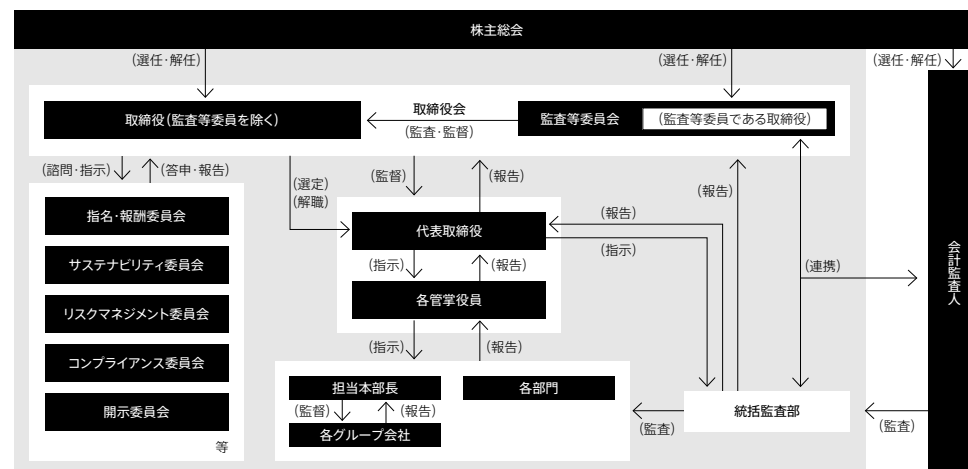 株主総会
(選任・解任)
(選任・解任)
(選任・解任)
取締役(監査等委員を除く)
取締役会
(監査・監督)
監査等委員会
(監査等委員である取締役)
(諮問・指示)
(答申・報告)
(選定)
(解職)
(監督)
(報告)
(報告)
指名・報酬委員会
サステナビリティ委員会
リスクマネジメント委員会
コンプライアンス委員会
開示委員会
等
代表取締役
(報告)
(指示)
(指示)
(報告)
各管掌役員
(連携)
会計監査人
(指示)
(報告)
担当本部長
各部門
(監督)
(報告)
各グループ会社
(監査)
統括監査部
(監査)